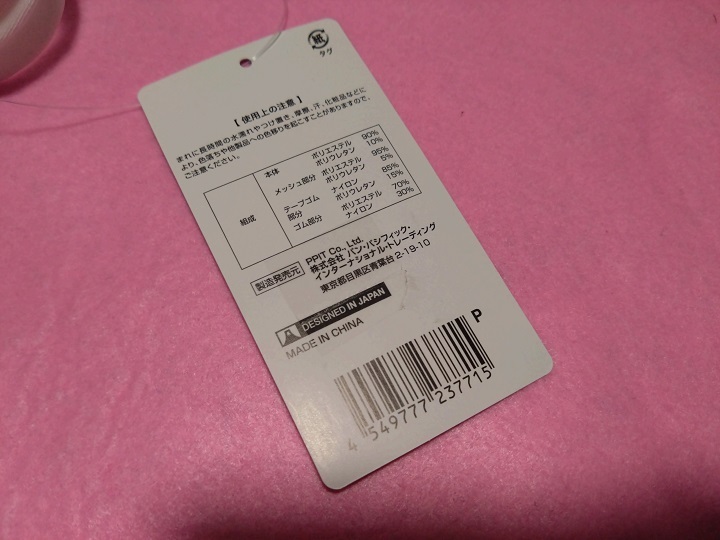 紙
タグ
【 使用上の注意 】
まれに長時間の水濡れやつけ置き、摩擦、汗、化粧品などに
より、色落ちや他製品への色移りを起こすことがありますので、
ご注意ください。
組成 本体 ポリエステル 90%
ポリウレタン 10%
メッシュ部分 ポリエステル 95%
ポリウレタン 5%
テープゴム部分 ナイロン 85%
ポリウレタン 15%
ゴム部分 ポリエステル 70%
ナイロン 30%
製造発売元 PPIT Co., Ltd.
株式会社 パン・パシフィック・
インターナショナル・トレーディング
東京都目黒区青葉台2-19-10
DESIGNED IN JAPAN
MADE IN CHINA
P
4 549777 237715